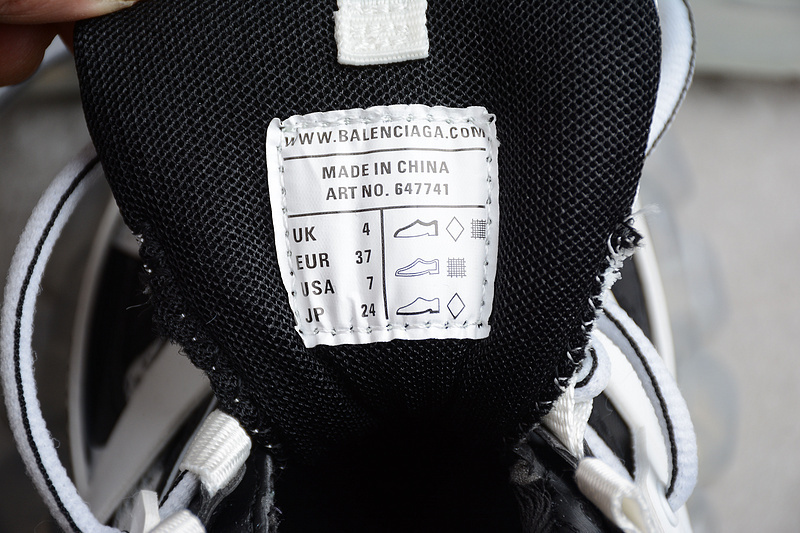 WWW.BALENCIAGA.COM
MADE IN CHINA
ART NO. 647741
UK 4
EUR 37
USA 7
JP 24